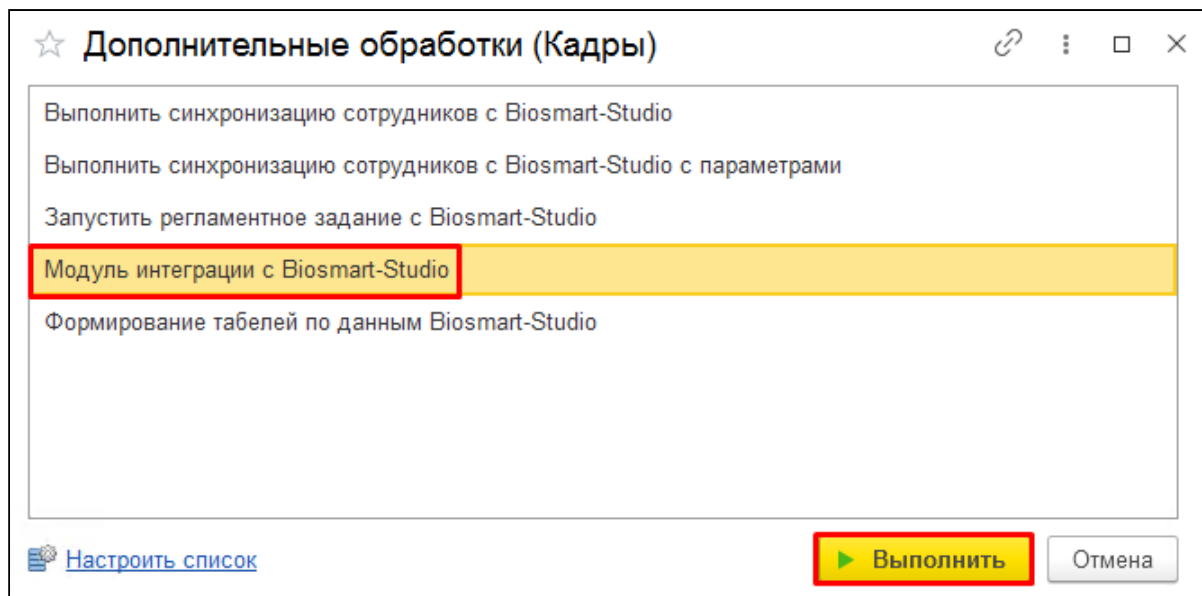 Дополнительные обработки (Кадры)
Выполнить синхронизацию сотрудников с Biosmart-Studio
Выполнить синхронизацию сотрудников с Biosmart-Studio с параметрами
Запустить регламентное задание с Biosmart-Studio
Модуль интеграции с Biosmart-Studio
Формирование табелей по данным Biosmart-Studio
Настроить список
Выполнить
Отмена